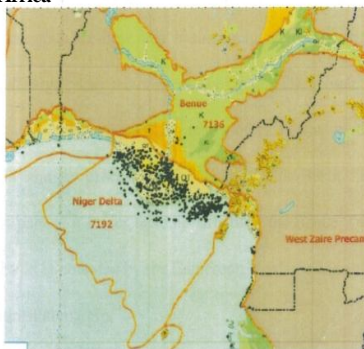 Africa
K
K
K
Benue
K
7136
K
Niger Delta
7192
West Zaire Precam